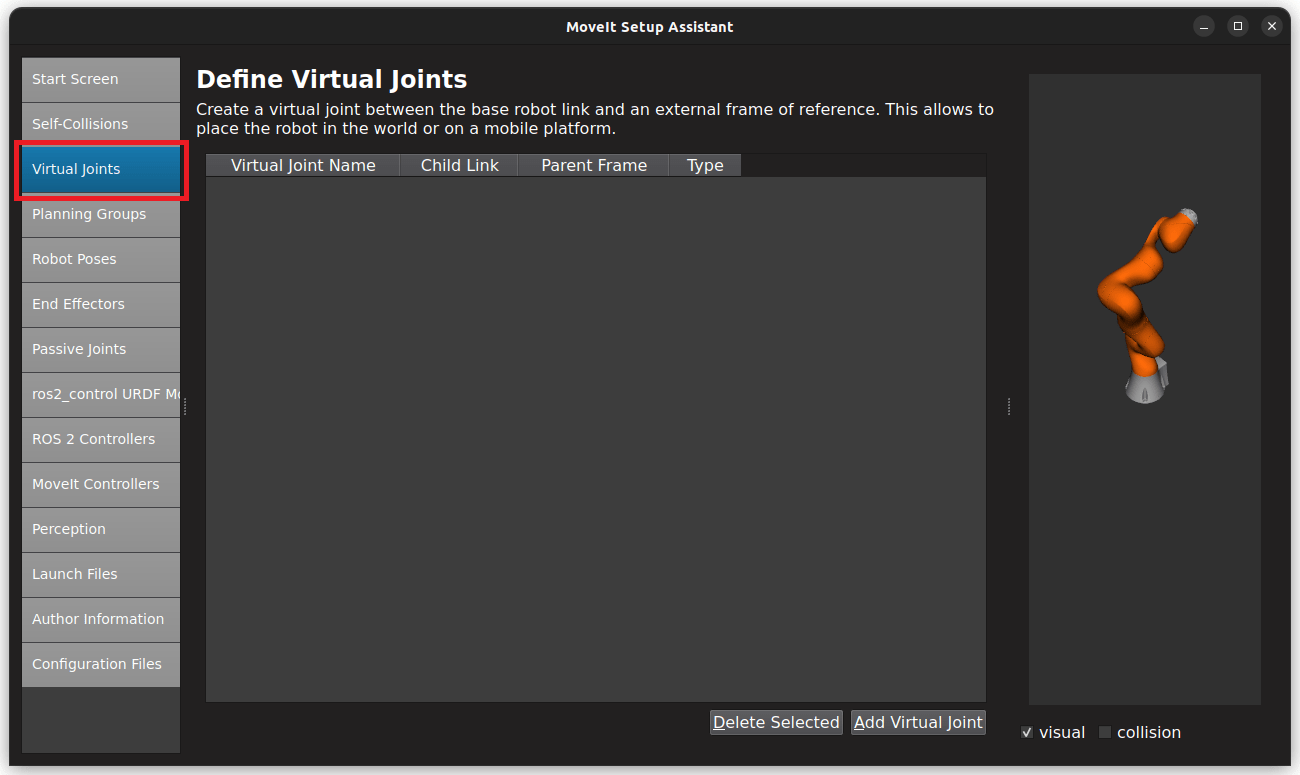 MoveIt Setup Assistant
Start Screen
Self-Collisions
Virtual Joints
Planning Groups
Robot Poses
End Effectors
Passive Joints
ros2_control URDF Mo
ROS 2 Controllers
MoveIt Controllers
Perception
Launch Files
Author Information
Configuration Files
Define Virtual Joints
Create a virtual joint between the base robot link and an external frame of reference. This allows to
place the robot in the world or on a mobile platform.
Virtual Joint Name Child Link Parent Frame Type
Delete Selected Add Virtual Joint
visual collision